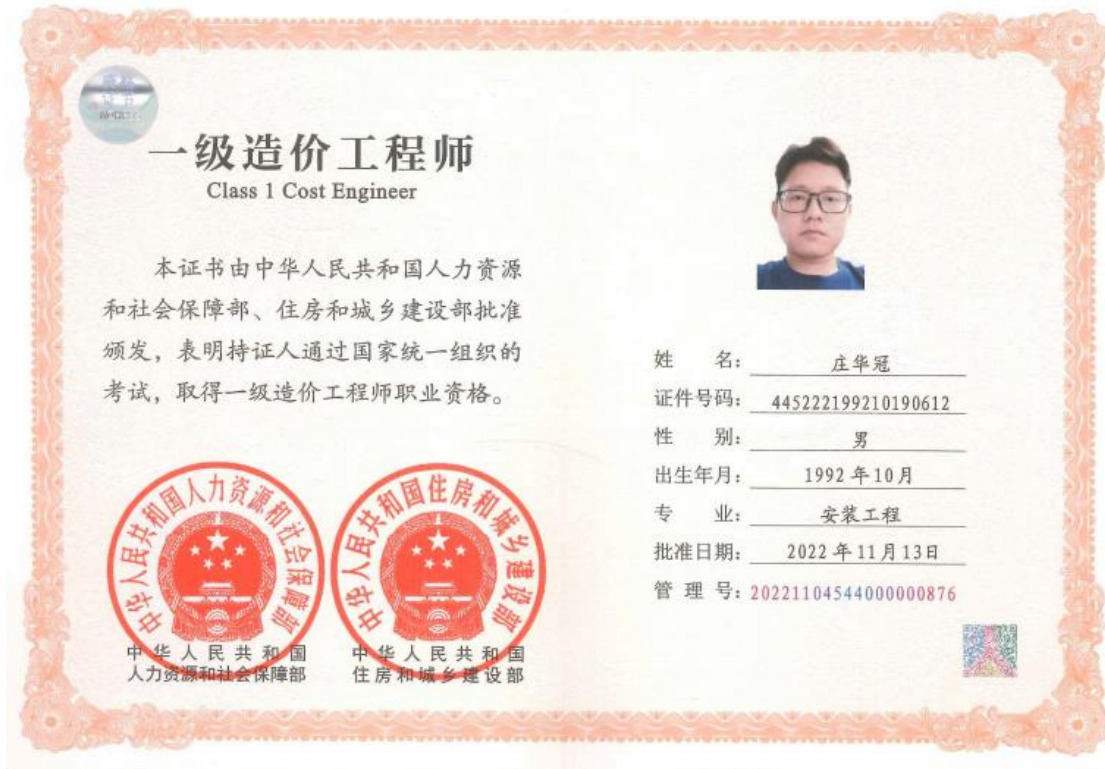 一级造价工程师
Class 1 Cost Engineer
本证书由中华人民共和国人力资源
和社会保障部、住房和城乡建设部批准
颁发，表明持证人通过国家统一组织的
考试，取得一级造价工程师职业资格。
中华人民共和国人力资源和社会保障部
中华人民共和国住房和城乡建设部
中华人民共和国
人力资源和社会保障部
中华人民共和国
住房和城乡建设部
姓 名： 庄华冠
证件号码： 445222199210190612
性 别： 男
出生年月： 1992年10月
专 业： 安装工程
批准日期： 2022年11月13日
管 理 号：20221104544000000876